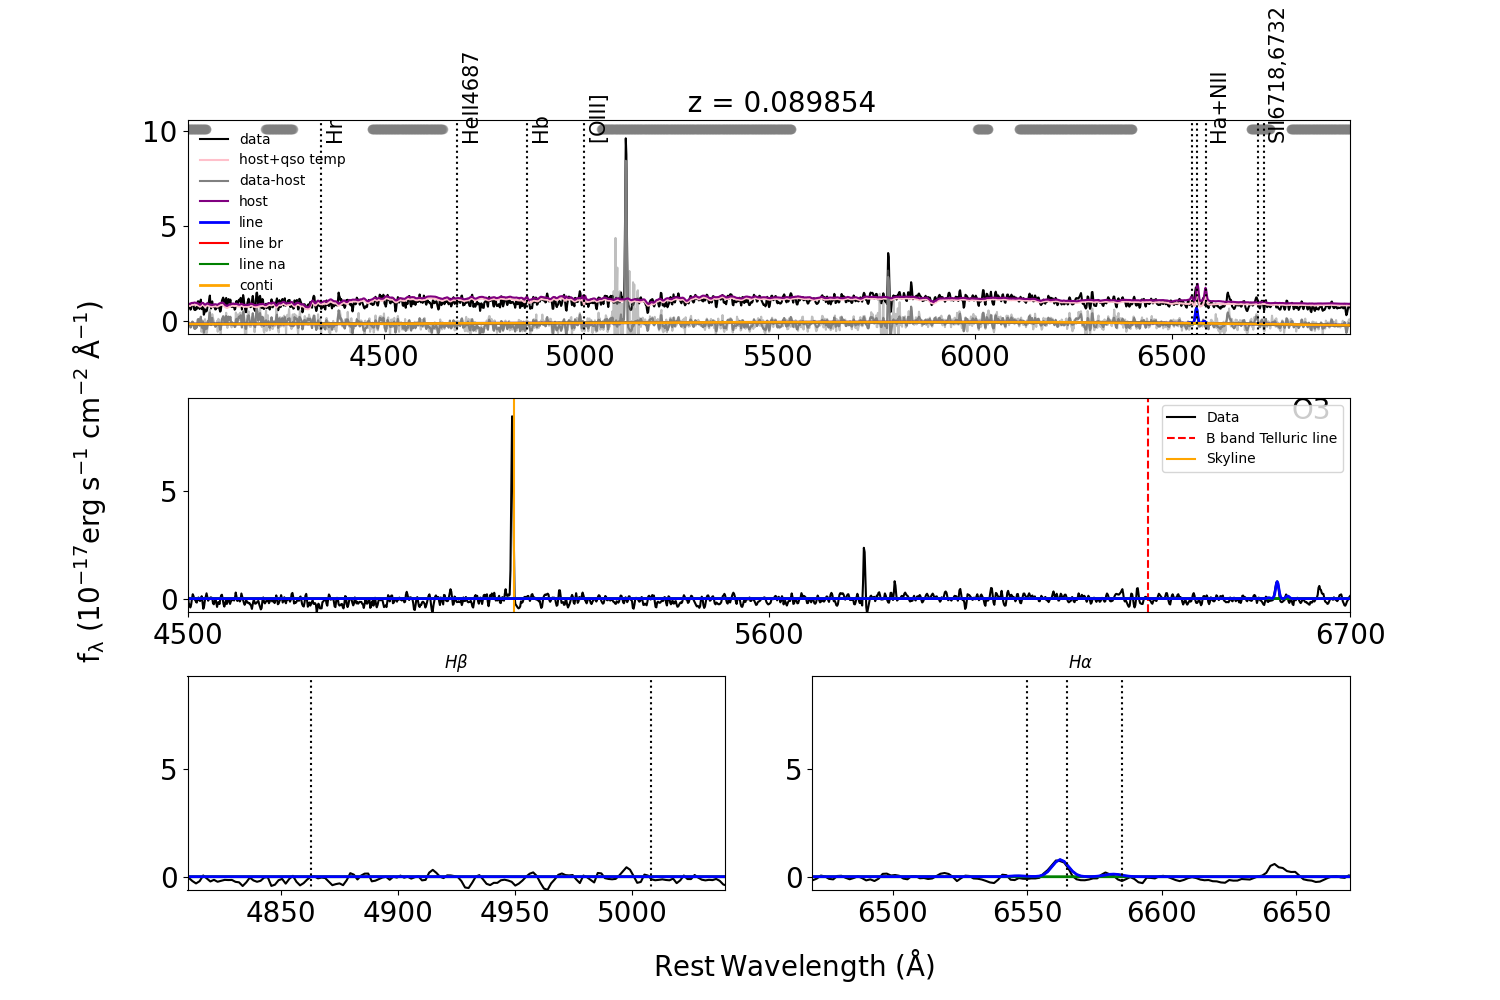 z = 0.089854
Hr
HeII4687
Hb
[OIII]
Ha+NII
SII6718,6732
data
host+qso temp
data-host
host
line
line br
line na
conti
10
5
0
4500
5000
5500
6000
6500
O3
Data
B band Telluric line
Skyline
5
0
4500
5600
6700
fλ (10⁻¹⁷erg s⁻¹ cm⁻² Å⁻¹)
Hβ
5
0
4850
4900
4950
5000
Hα
5
0
6500
6550
6600
6650
Rest Wavelength (Å)